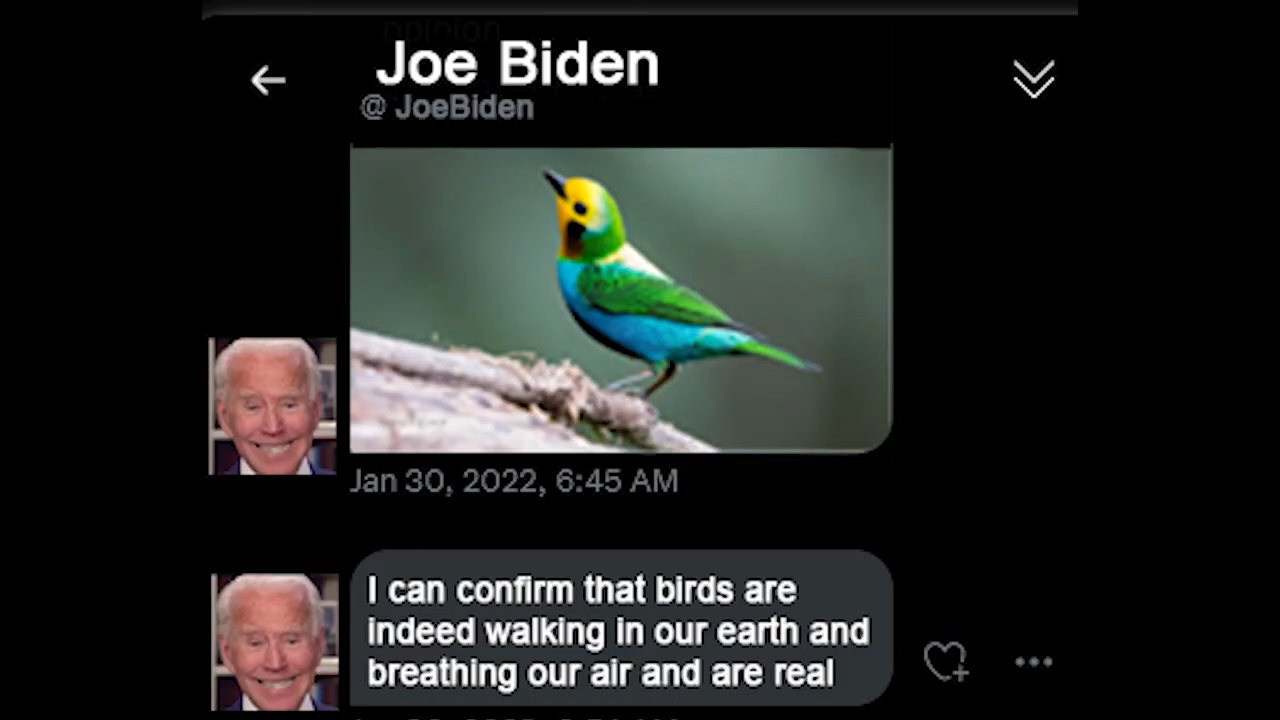 opinion
Joe Biden
@ JoeBiden
Jan 30, 2022, 6:45 AM
I can confirm that birds are
indeed walking in our earth and
breathing our air and are real